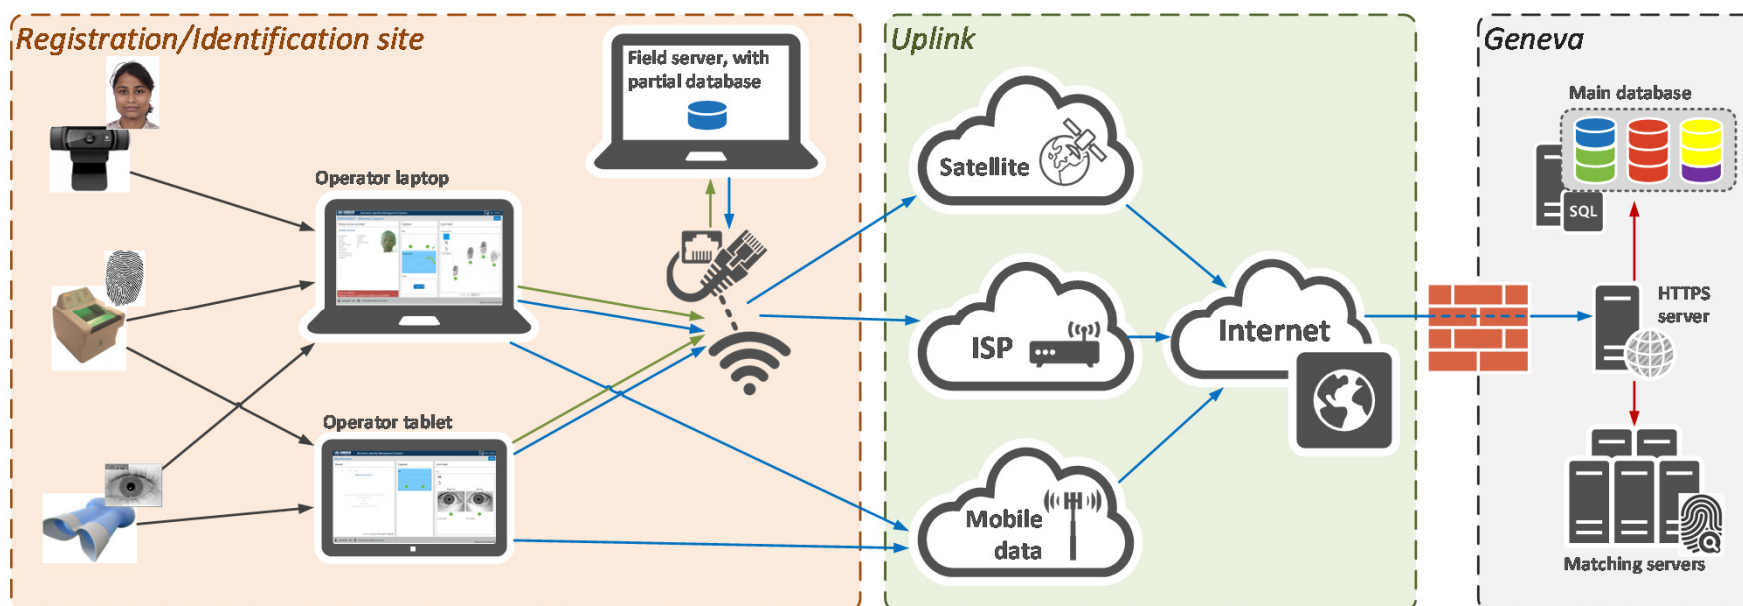 Registration/Identification site
Field server, with
partial database
Operator laptop
Operator tablet
Uplink
Satellite
ISP
Mobile
data
Internet
Geneva
Main database
SQL
HTTPS
server
Matching servers